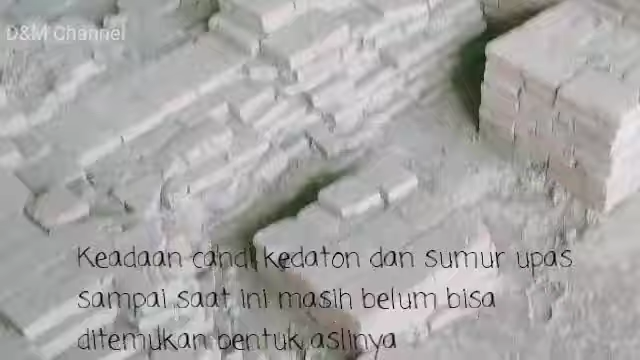 D&M Channel
Keadaan candi kedaton dan sumur upas
sampai saat ini masih belum bisa
ditemukan bentuk aslinya